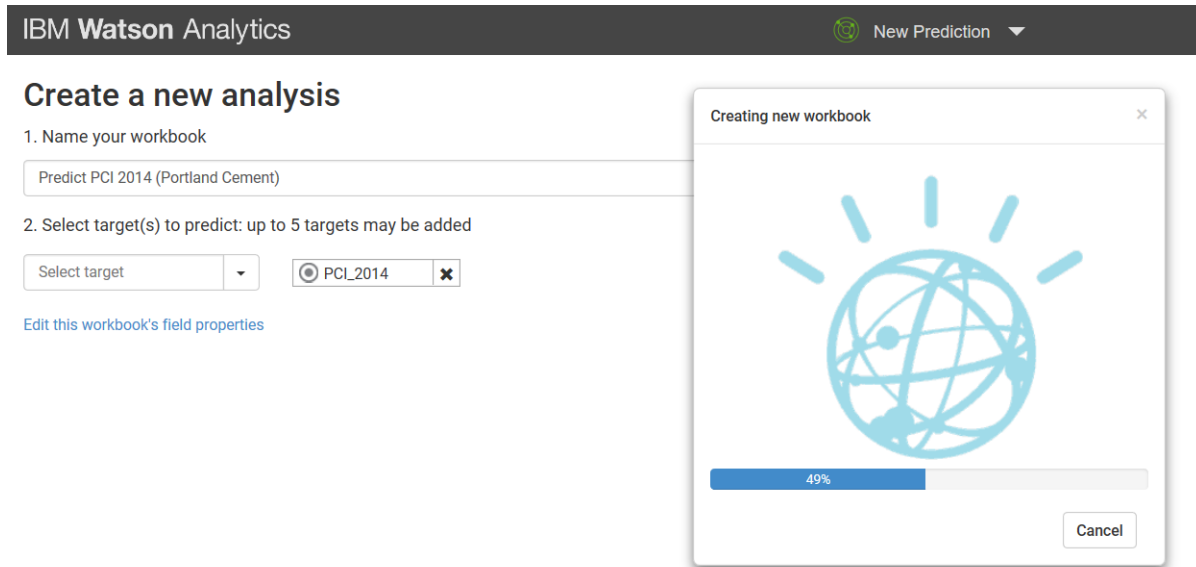 IBM Watson Analytics
New Prediction
Create a new analysis
1. Name your workbook
Predict PCI 2014 (Portland Cement)
2. Select target(s) to predict: up to 5 targets may be added
Select target
PCI_2014
Edit this workbook's field properties
Creating new workbook
49%
Cancel